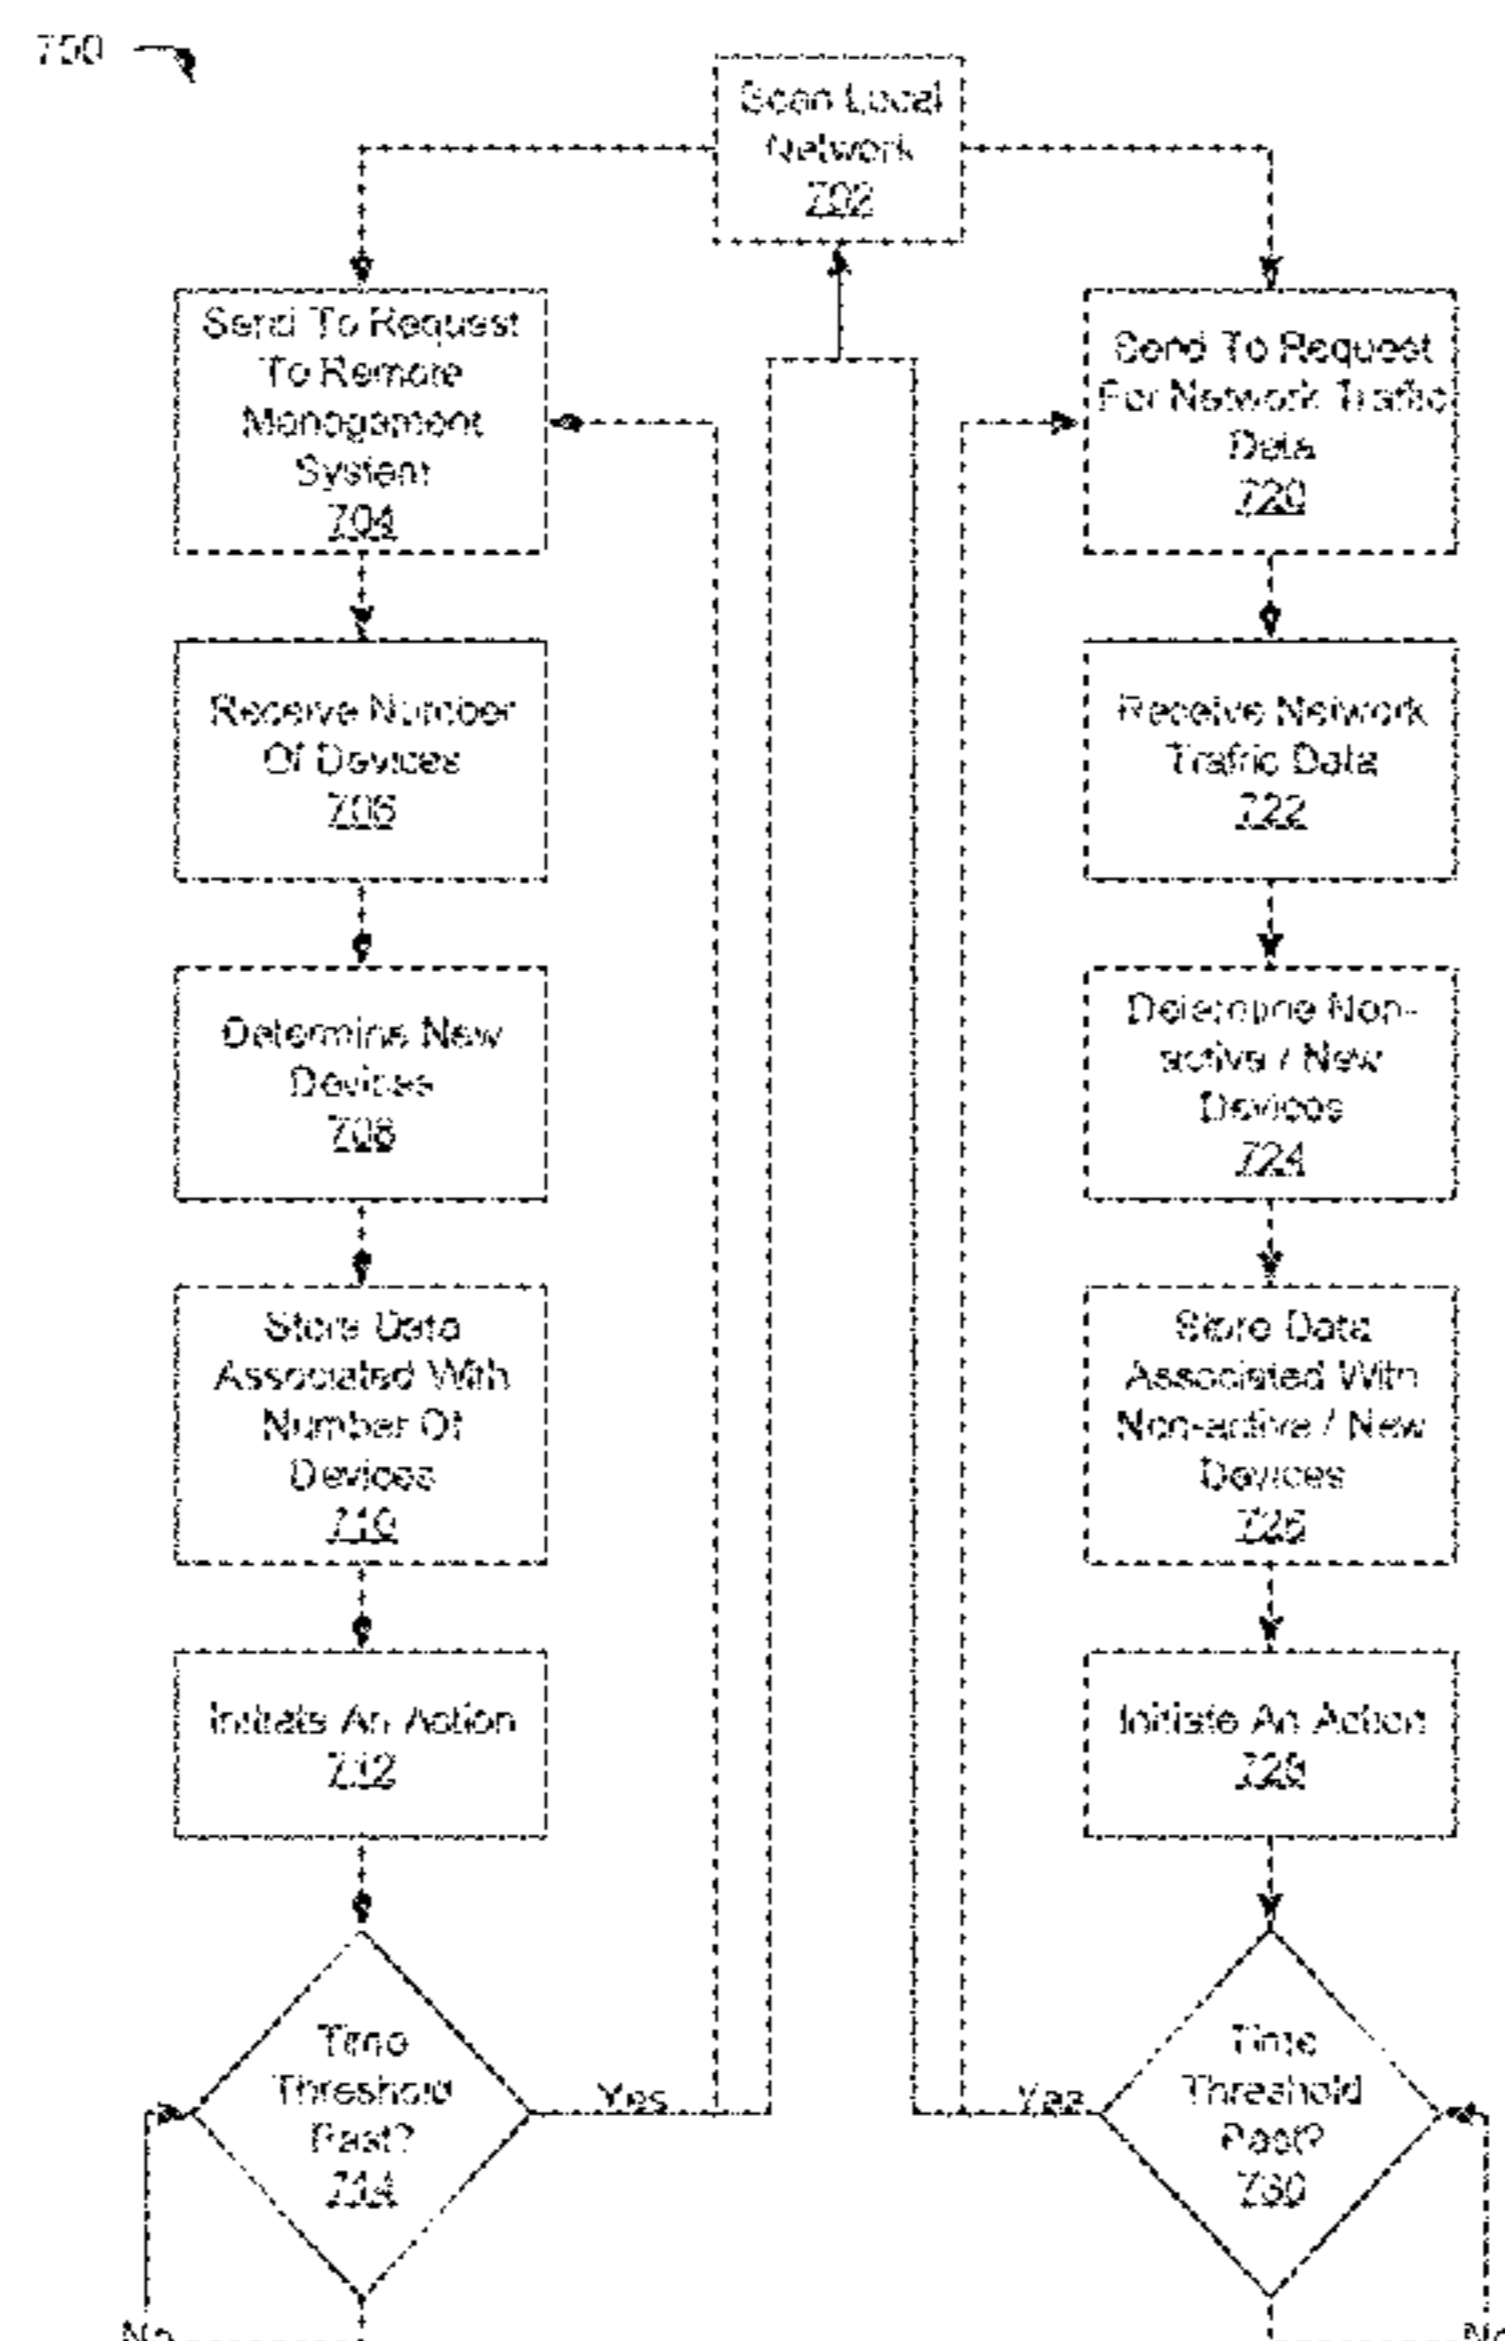 700
Scan Local
Network
702
Send To Request
To Remote
Management
System
704
Receive Number
Of Devices
706
Determine New
Devices
708
Store Data
Associated With
Number Of
Devices
710
Initiate An Action
712
Time
Threshold
Past?
714
Yes
No
Send To Request
For Network Traffic
Data
720
Receive Network
Traffic Data
722
Determine Non-
active / New
Devices
724
Store Data
Associated With
Non-active / New
Devices
726
Initiate An Action
728
Time
Threshold
Past?
730
Yes
No